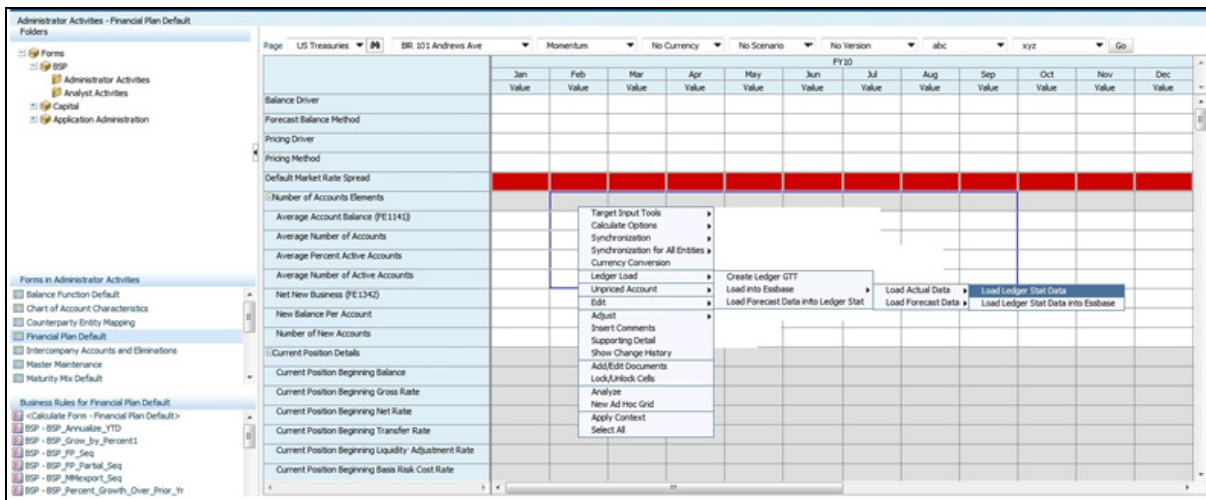 Administrator Activities - Financial Plan Default
Folders
Forms
BSP
Administrator Activities
Analyst Activities
Capital
Application Administration
Forms in Administrator Activities
Balance Function Default
Chart of Account Characteristics
Counterparty Entity Mapping
Financial Plan Default
Intercompany Accounts and Eliminations
Master Maintenance
Maturity Mix Default
Business Rules for Financial Plan Default
<Calculate Form - Financial Plan Default>
BSP - BSP_Annualize_YTD
BSP - BSP_Grow_by_Percent1
BSP - BSP_FP_Seq
BSP - BSP_FP_Partial_Seq
BSP - BSP_MMexport_Seq
BSP - BSP_Percent_Growth_Over_Prior_Yr
Page US Treasuries BIR 101 Andrews Ave Momentum No Currency No Scenario No Version abc xyz Go
FY10
Jan Feb Mar Apr May Jun Jul Aug Sep Oct Nov Dec
Value Value Value Value Value Value Value Value Value Value Value Value
Balance Driver
Forecast Balance Method
Pricing Driver
Pricing Method
Default Market Rate Spread
Number of Accounts Elements
Average Account Balance (FE1141))
Average Number of Accounts
Average Percent Active Accounts
Average Number of Active Accounts
Net New Business (FE1342)
New Balance Per Account
Number of New Accounts
Current Position Details
Current Position Beginning Balance
Current Position Beginning Gross Rate
Current Position Beginning Net Rate
Current Position Beginning Transfer Rate
Current Position Beginning Liquidity Adjustment Rate
Current Position Beginning Basis Risk Cost Rate
Target Input Tools
Calculate Options
Synchronization
Synchronization for All Entities
Currency Conversion
Ledger Load
Unpriced Account
Edit
Adjust
Insert Comments
Supporting Detail
Show Change History
Add/Edit Documents
Lock/Unlock Cells
Analyze
New Ad Hoc Grid
Apply Context
Select All
Create Ledger GTT
Load into Essbase
Load Forecast Data into Ledger Stat
Load Actual Data
Load Forecast Data
Load Ledger Stat Data
Load Ledger Stat Data into Essbase